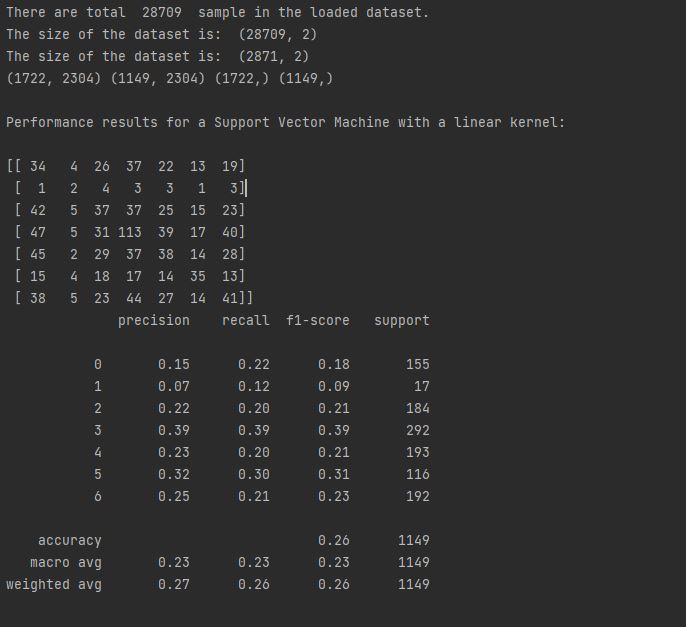 There are total  28709  sample in the loaded dataset.
The size of the dataset is:  (28709, 2)
The size of the dataset is:  (2871, 2)
(1722, 2304) (1149, 2304) (1722,) (1149,)
Performance results for a Support Vector Machine with a linear kernel:
[[ 34   4  26  37  22  13  19]
 [  1   2   4   3   3   1   3]
 [ 42   5  37  37  25  15  23]
 [ 47   5  31 113  39  17  40]
 [ 45   2  29  37  38  14  28]
 [ 15   4  18  17  14  35  13]
 [ 38   5  23  44  27  14  41]]
              precision    recall  f1-score   support
           0       0.15      0.22      0.18       155
           1       0.07      0.12      0.09        17
           2       0.22      0.20      0.21       184
           3       0.39      0.39      0.39       292
           4       0.23      0.20      0.21       193
           5       0.32      0.30      0.31       116
           6       0.25      0.21      0.23       192
    accuracy                           0.26      1149
   macro avg       0.23      0.23      0.23      1149
weighted avg       0.27      0.26      0.26      1149